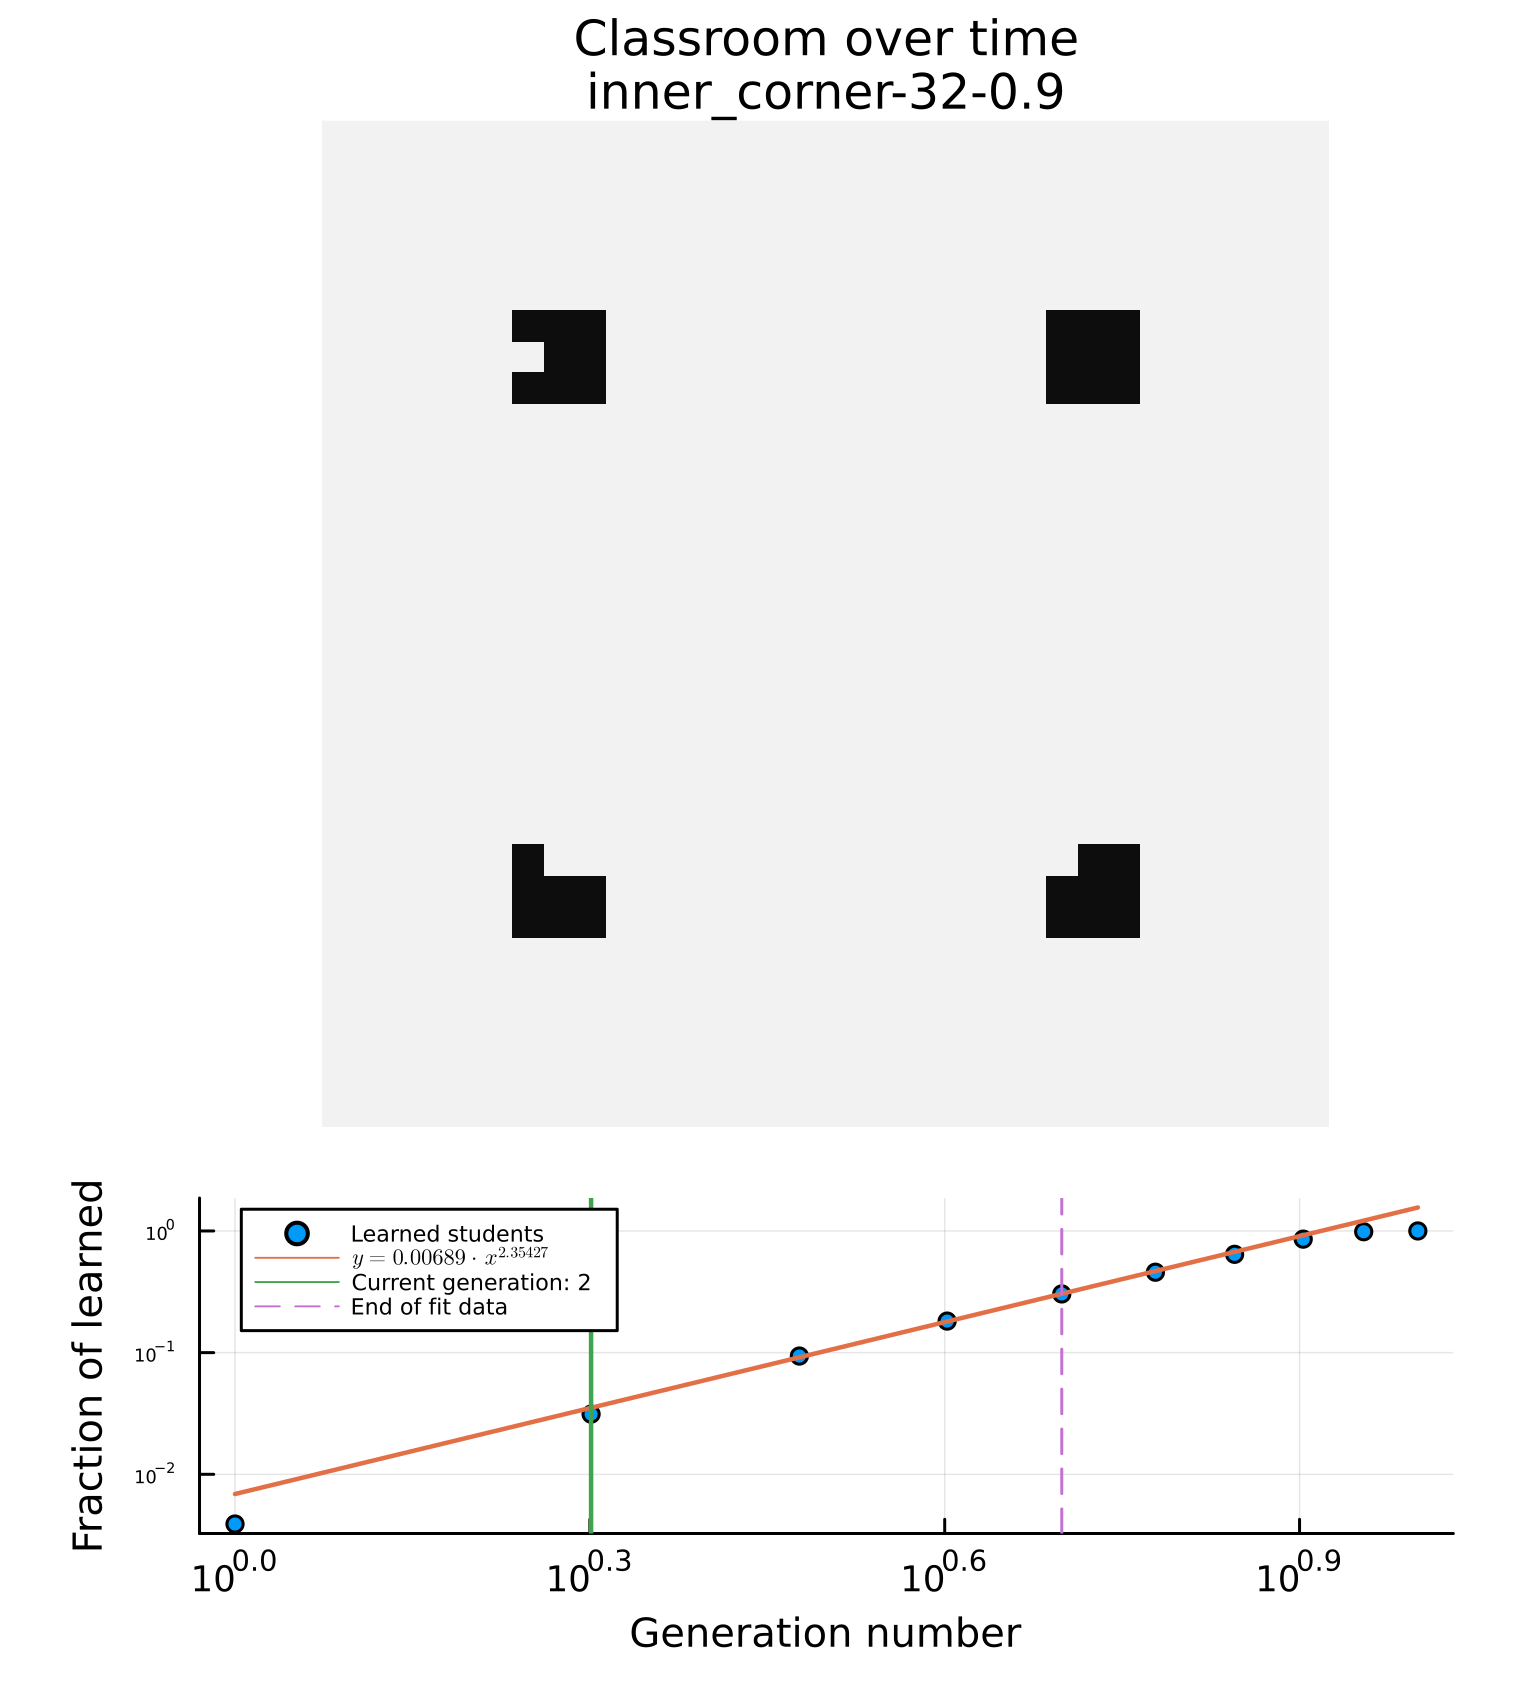 Classroom over time
inner_corner-32-0.9
Fraction of learned
10^0
10^−1
10^−2
Learned students
y = 0.00689 · x^2.35427
Current generation: 2
End of fit data
10^0.0 10^0.3 10^0.6 10^0.9
Generation number